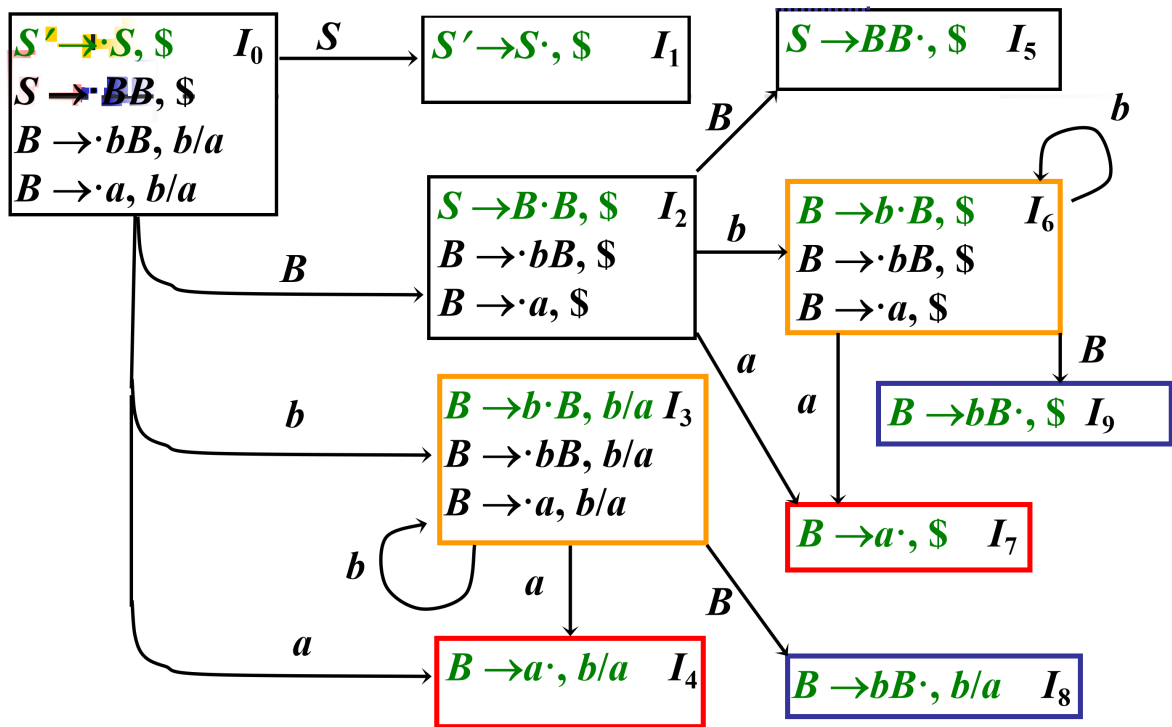 S′ →·S, $ I₀
S →·BB, $
B →·bB, b/a
B →·a, b/a
S
S′ →S·, $ I₁
S →BB·, $ I₅
B
b
B
S →B·B, $ I₂
B →·bB, $
B →·a, $
b
B →b·B, $ I₆
B →·bB, $
B →·a, $
a
a
B
B →bB·, $ I₉
b
B →b·B, b/a I₃
B →·bB, b/a
B →·a, b/a
B →a·, $ I₇
b
a
B
a
B →a·, b/a I₄
B →bB·, b/a I₈